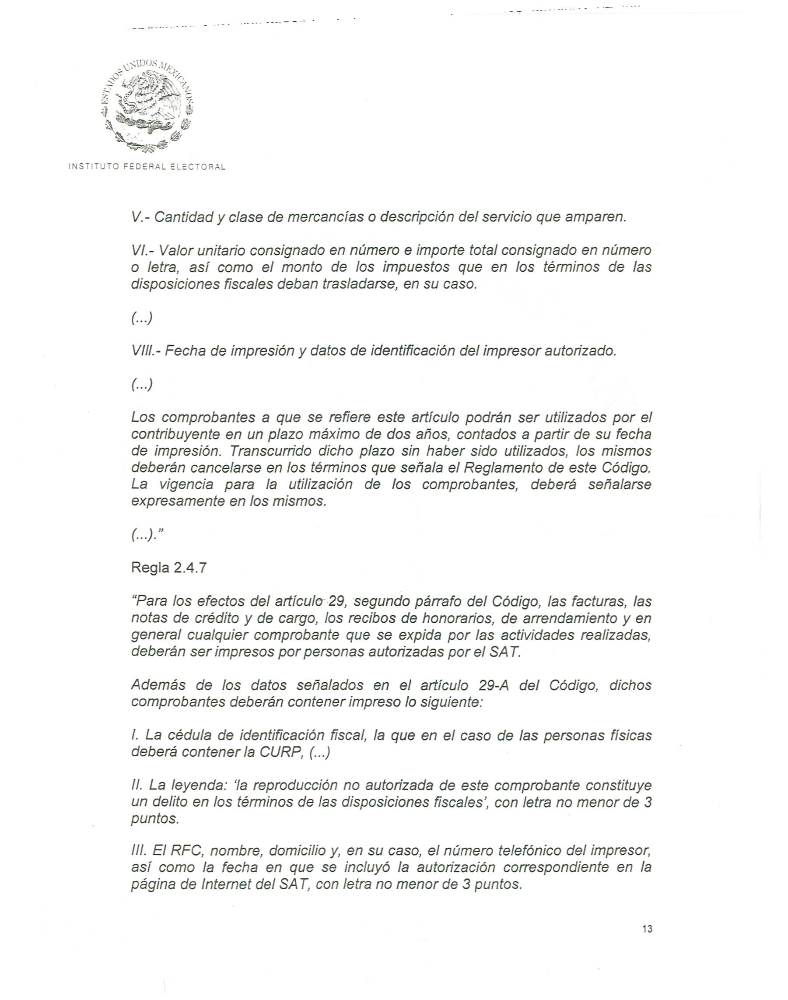 ESTADOS UNIDOS MEXICANOS
INSTITUTO FEDERAL ELECTORAL
V.- Cantidad y clase de mercancías o descripción del servicio que amparen.
VI.- Valor unitario consignado en número e importe total consignado en número
o letra, así como el monto de los impuestos que en los términos de las
disposiciones fiscales deban trasladarse, en su caso.
(...)
VIII.- Fecha de impresión y datos de identificación del impresor autorizado.
(...)
Los comprobantes a que se refiere este artículo podrán ser utilizados por el
contribuyente en un plazo máximo de dos años, contados a partir de su fecha
de impresión. Transcurrido dicho plazo sin haber sido utilizados, los mismos
deberán cancelarse en los términos que señala el Reglamento de este Código.
La vigencia para la utilización de los comprobantes, deberá señalarse
expresamente en los mismos.
(...).”
Regla 2.4.7
“Para los efectos del artículo 29, segundo párrafo del Código, las facturas, las
notas de crédito y de cargo, los recibos de honorarios, de arrendamiento y en
general cualquier comprobante que se expida por las actividades realizadas,
deberán ser impresos por personas autorizadas por el SAT.
Además de los datos señalados en el artículo 29-A del Código, dichos
comprobantes deberán contener impreso lo siguiente:
I. La cédula de identificación fiscal, la que en el caso de las personas físicas
deberá contener la CURP, (...)
II. La leyenda: ‘la reproducción no autorizada de este comprobante constituye
un delito en los términos de las disposiciones fiscales’, con letra no menor de 3
puntos.
III. El RFC, nombre, domicilio y, en su caso, el número telefónico del impresor,
así como la fecha en que se incluyó la autorización correspondiente en la
página de Internet del SAT, con letra no menor de 3 puntos.
13